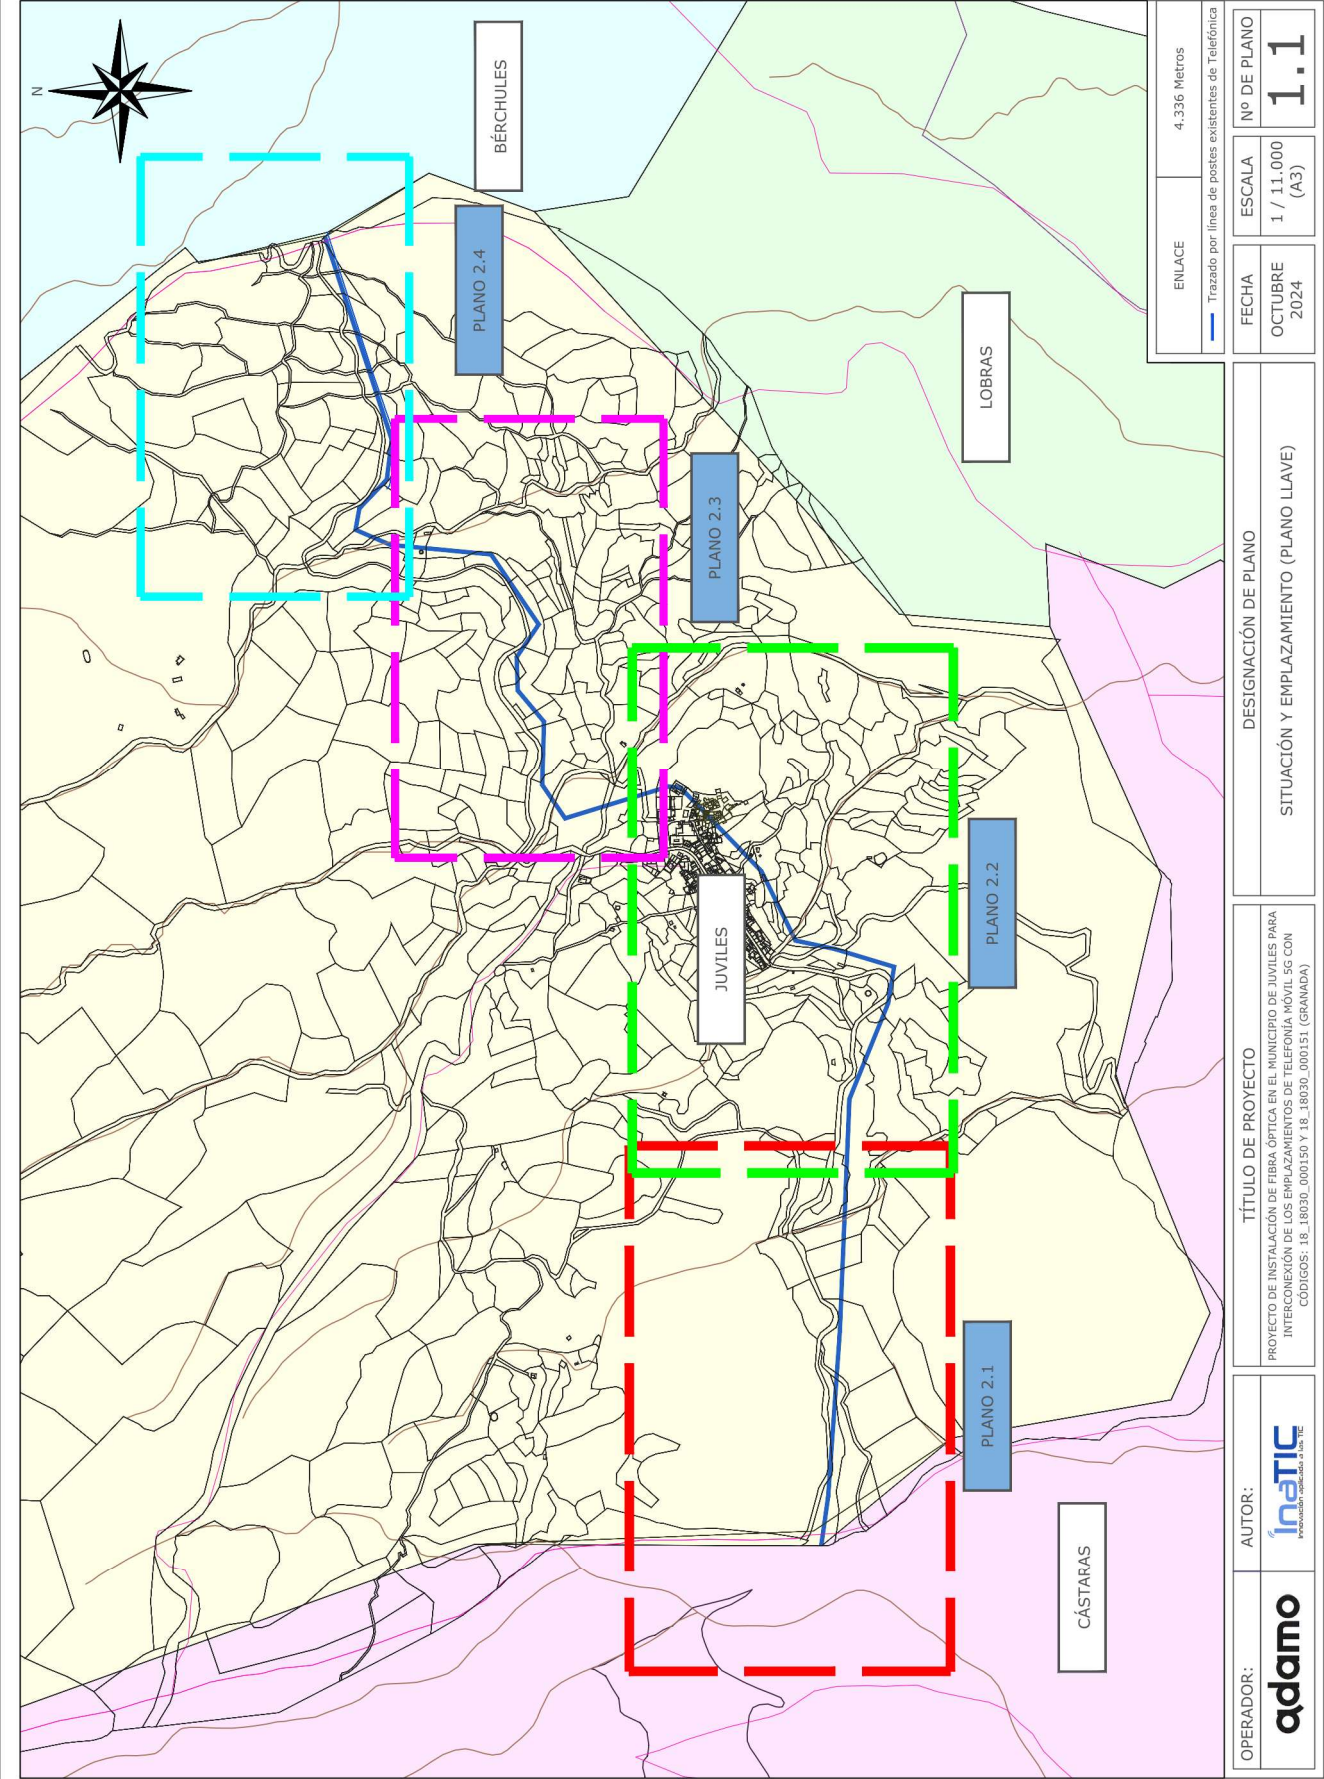 N
BÉRCHULES
PLANO 2.4
LOBRAS
PLANO 2.3
JUVILES
PLANO 2.2
PLANO 2.1
CÁSTARAS
ENLACE
4.336 Metros
Trazado por línea de postes existentes de Telefónica
OPERADOR:
adamo
AUTOR:
inaTIC
Innovación aplicada a las TIC
TÍTULO DE PROYECTO
PROYECTO DE INSTALACIÓN DE FIBRA ÓPTICA EN EL MUNICIPIO DE JUVILES PARA
INTERCONEXIÓN DE LOS EMPLAZAMIENTOS DE TELEFONÍA MÓVIL 5G CON
CÓDIGOS: 18_18030_000150 Y 18_18030_000151 (GRANADA)
DESIGNACIÓN DE PLANO
SITUACIÓN Y EMPLAZAMIENTO (PLANO LLAVE)
FECHA
OCTUBRE
2024
ESCALA
1 / 11.000
(A3)
Nº DE PLANO
1.1